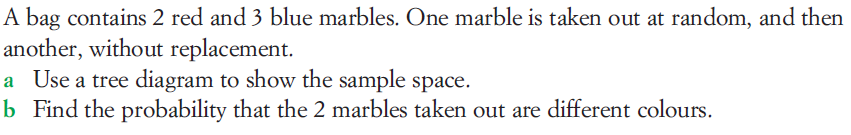 A bag contains 2 red and 3 blue marbles. One marble is taken out at random, and then
another, without replacement.
a Use a tree diagram to show the sample space.
b Find the probability that the 2 marbles taken out are different colours.